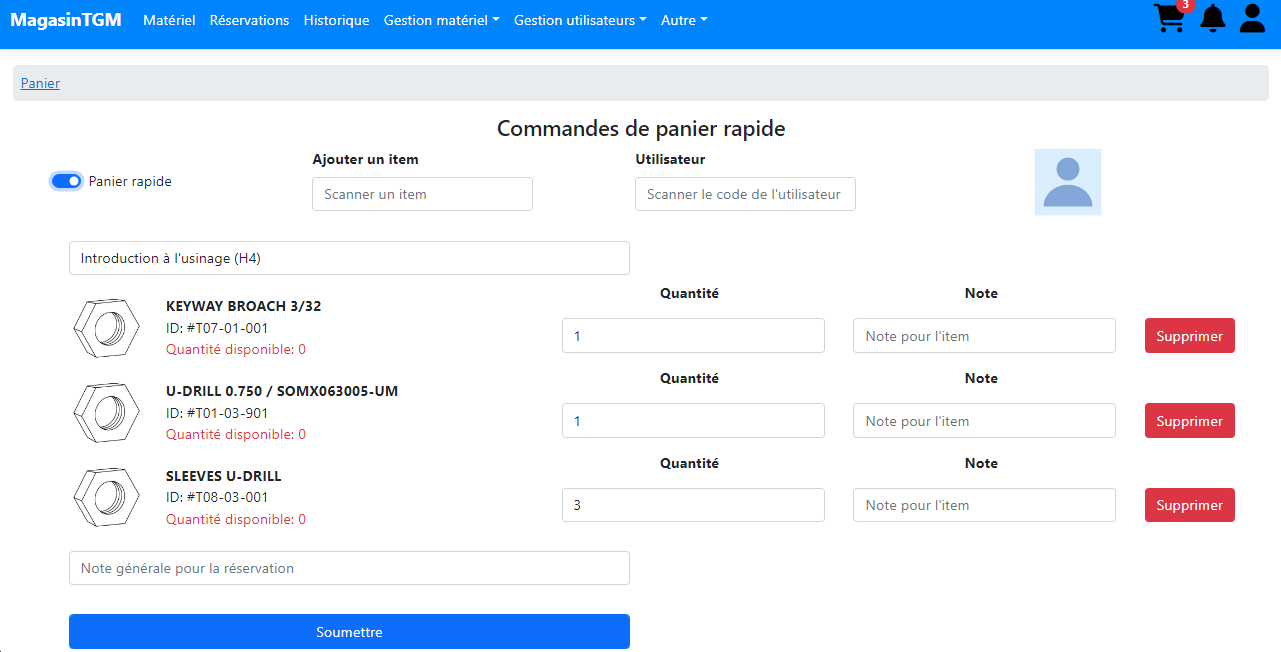 MagasinTGM Matériel Réservations Historique Gestion matériel Gestion utilisateurs Autre 3
Panier
Commandes de panier rapide
Panier rapide
Ajouter un item
Scanner un item
Utilisateur
Scanner le code de l'utilisateur
Introduction à l'usinage (H4)
KEYWAY BROACH 3/32
ID: #T07-01-001
Quantité disponible: 0
Quantité
1
Note
Note pour l'item
Supprimer
U-DRILL 0.750 / SOMX063005-UM
ID: #T01-03-901
Quantité disponible: 0
Quantité
1
Note
Note pour l'item
Supprimer
SLEEVES U-DRILL
ID: #T08-03-001
Quantité disponible: 0
Quantité
3
Note
Note pour l'item
Supprimer
Note générale pour la réservation
Soumettre